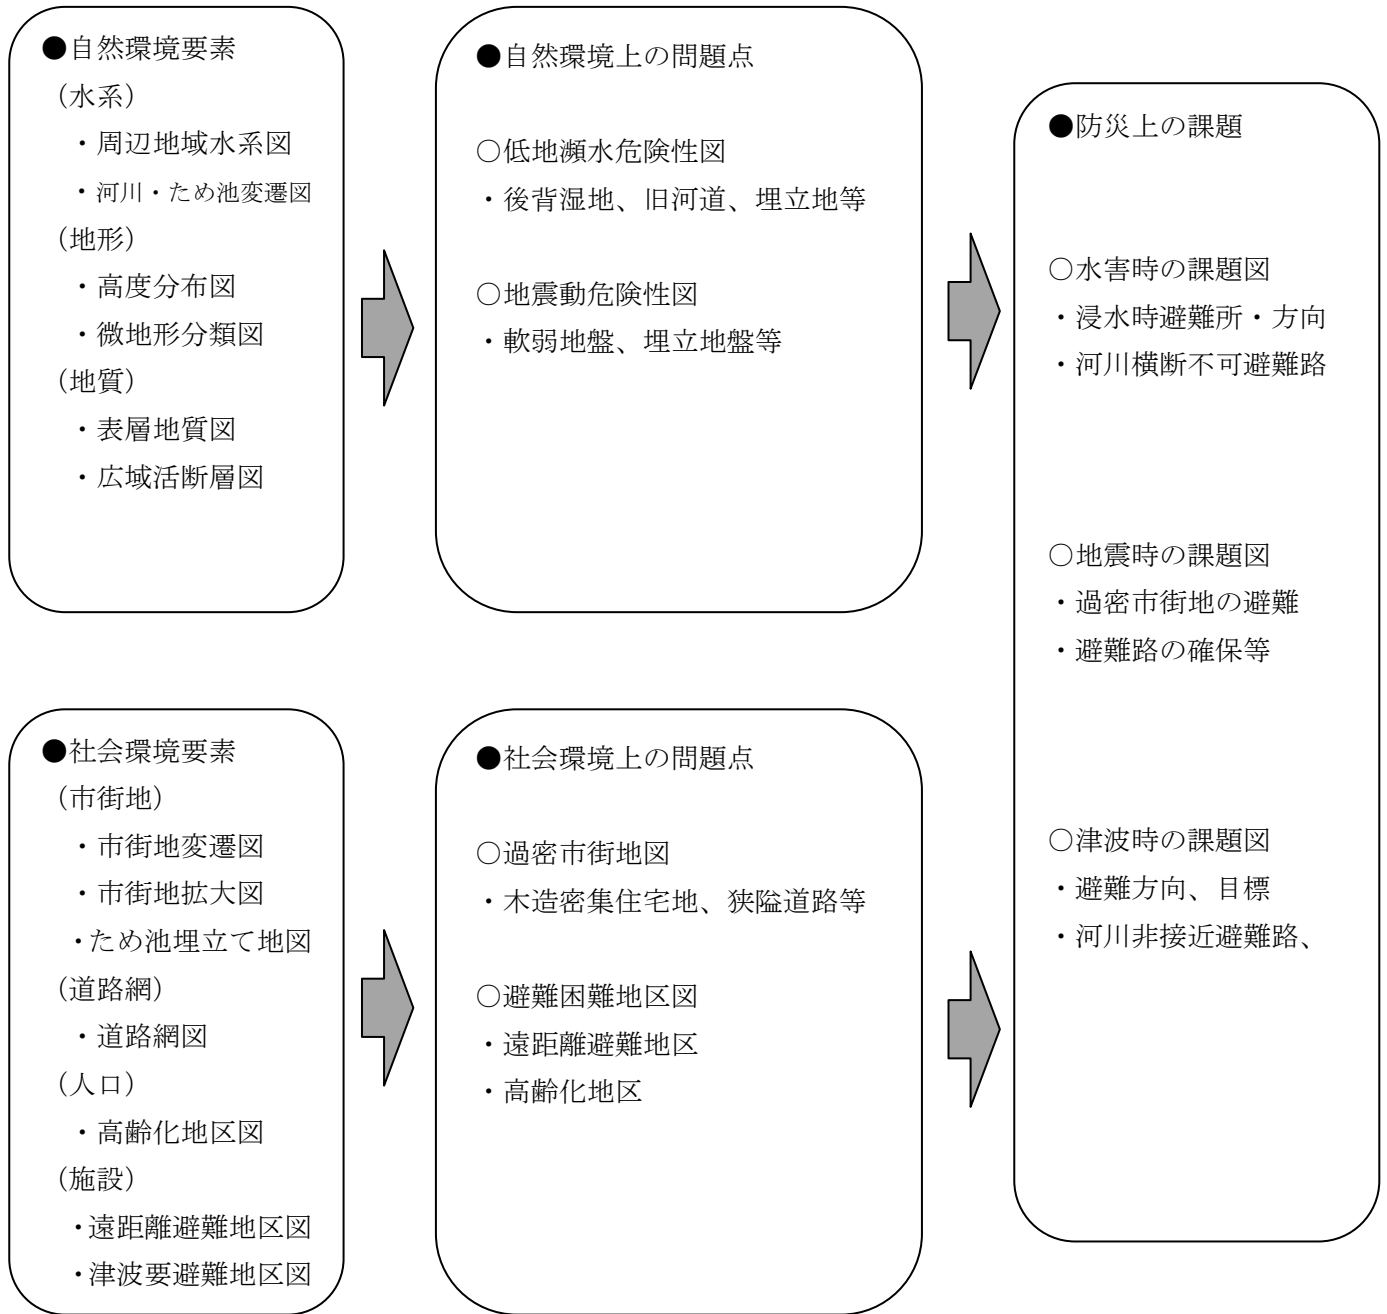 ●自然環境要素
(水系)
・周辺地域水系図
・河川・ため池変遷図
(地形)
・高度分布図
・微地形分類図
(地質)
・表層地質図
・広域活断層図
●自然環境上の問題点
○低地瀕水危険性図
・後背湿地、旧河道、埋立地等
○地震動危険性図
・軟弱地盤、埋立地盤等
●社会環境要素
(市街地)
・市街地変遷図
・市街地拡大図
・ため池埋立て地図
(道路網)
・道路網図
(人口)
・高齢化地区図
(施設)
・遠距離避難地区図
・津波要避難地区図
●社会環境上の問題点
○過密市街地図
・木造密集住宅地、狭隘道路等
○避難困難地区図
・遠距離避難地区
・高齢化地区
●防災上の課題
○水害時の課題図
・浸水時避難所・方向
・河川横断不可避難路
○地震時の課題図
・過密市街地の避難
・避難路の確保等
○津波時の課題図
・避難方向、目標
・河川非接近避難路、